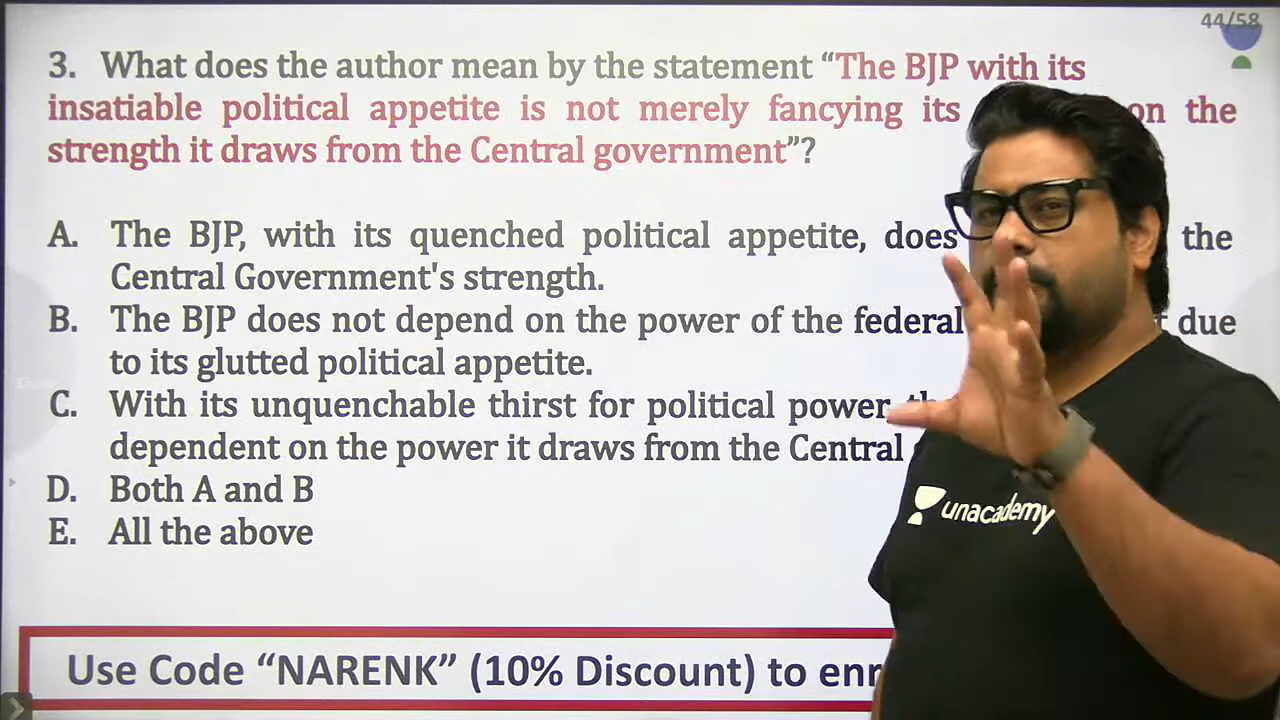 44/58
3. What does the author mean by the statement “The BJP with its
insatiable political appetite is not merely fancying its on the
strength it draws from the Central government”?
A. The BJP, with its quenched political appetite, does the
Central Government's strength.
B. The BJP does not depend on the power of the federal due
to its glutted political appetite.
C. With its unquenchable thirst for political power
dependent on the power it draws from the Central
D. Both A and B
E. All the above
unacademy
Use Code “NARENK” (10% Discount) to